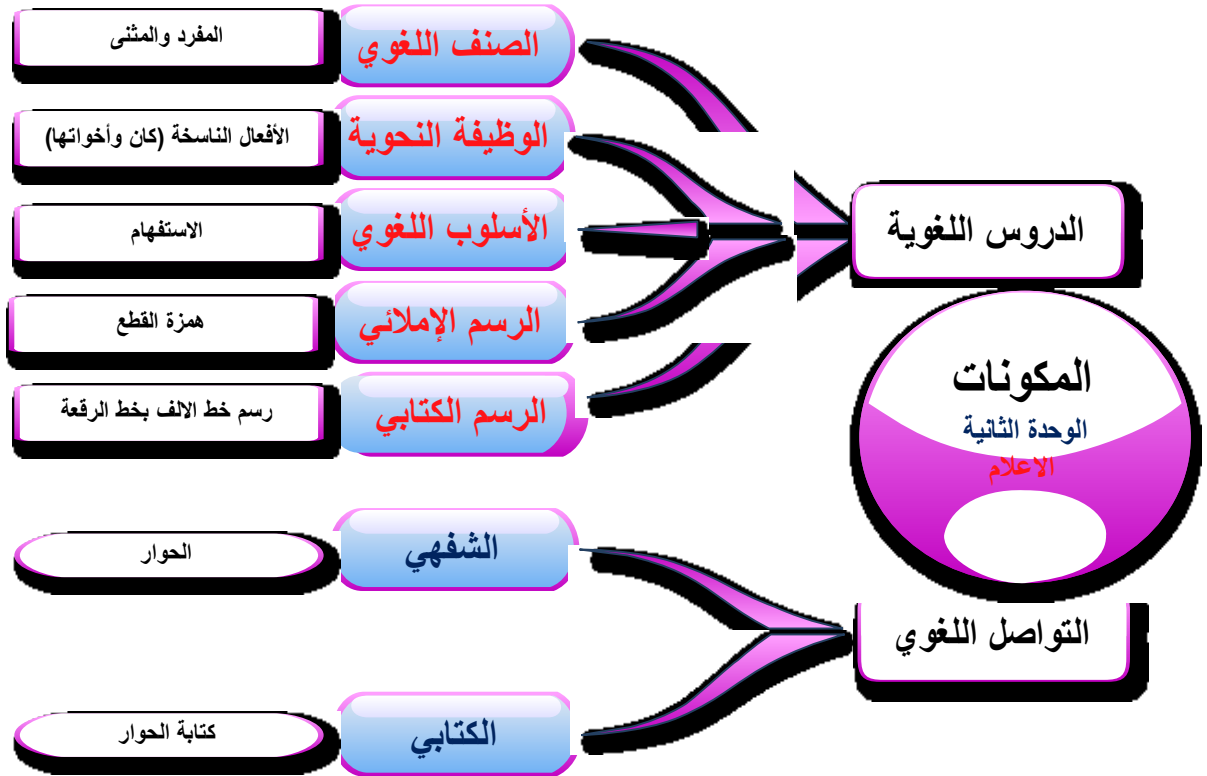 الصنف اللغوي
المفرد والمثنى
الوظيفة النحوية
الأفعال الناسخة (كان وأخواتها)
الدروس اللغوية
الأسلوب اللغوي
الاستفهام
الرسم الإملائي
همزة القطع
المكونات
الوحدة الثانية
الاعلام
الرسم الكتابي
رسم خط الالف بخط الرقعة
الشفهي
الحوار
التواصل اللغوي
الكتابي
كتابة الحوار